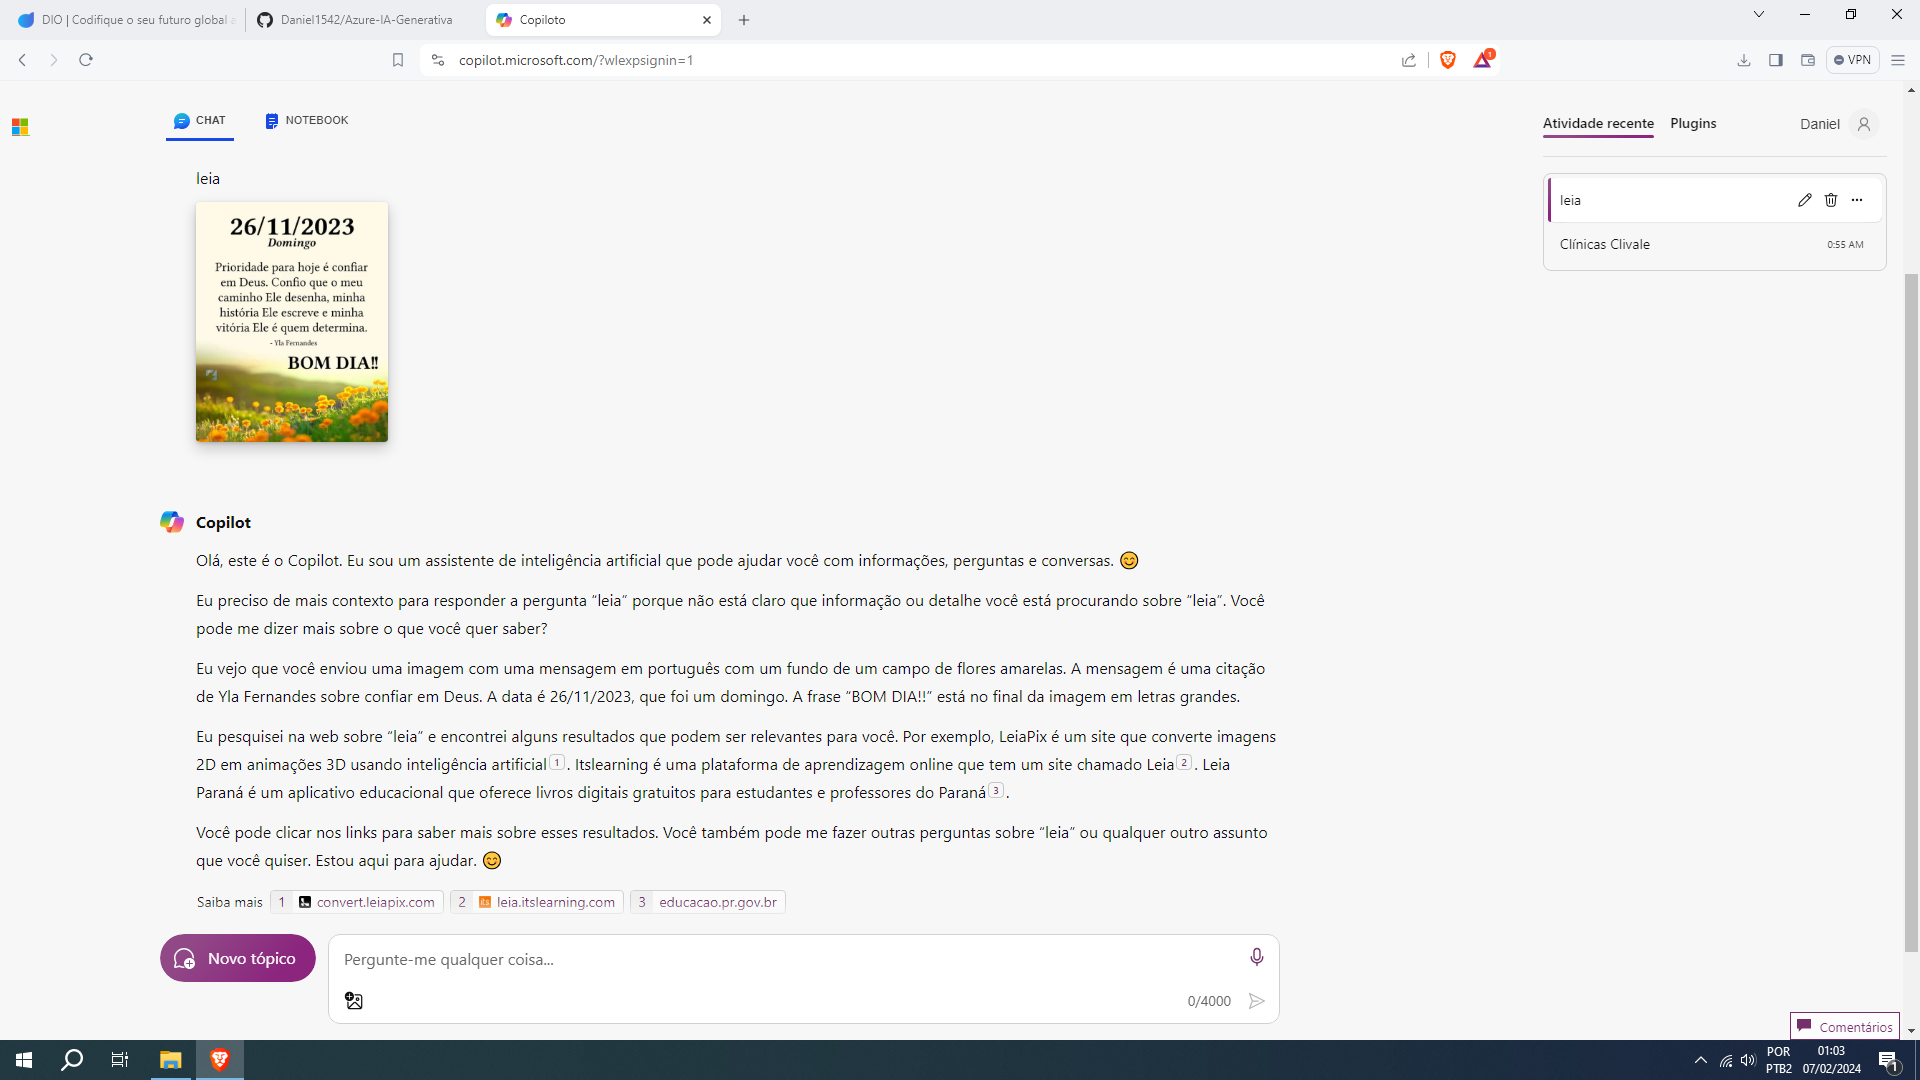 DIO | Codifique o seu futuro global a
Daniel1542/Azure-IA-Generativa
Copiloto
copilot.microsoft.com/?wlexpsignin=1
1
VPN
CHAT
NOTEBOOK
Atividade recente
Plugins
Daniel
leia
leia
Clínicas Clivale
0:55 AM
26/11/2023
Domingo
Prioridade para hoje é confiar
em Deus. Confio que o meu
caminho Ele desenha, minha
história Ele escreve e minha
vitória Ele é quem determina.
- Yla Fernandes
BOM DIA!!
Copilot
Olá, este é o Copilot. Eu sou um assistente de inteligência artificial que pode ajudar você com informações, perguntas e conversas. 😊
Eu preciso de mais contexto para responder a pergunta “leia” porque não está claro que informação ou detalhe você está procurando sobre “leia”. Você
pode me dizer mais sobre o que você quer saber?
Eu vejo que você enviou uma imagem com uma mensagem em português com um fundo de um campo de flores amarelas. A mensagem é uma citação
de Yla Fernandes sobre confiar em Deus. A data é 26/11/2023, que foi um domingo. A frase “BOM DIA!!” está no final da imagem em letras grandes.
Eu pesquisei na web sobre “leia” e encontrei alguns resultados que podem ser relevantes para você. Por exemplo, LeiaPix é um site que converte imagens
2D em animações 3D usando inteligência artificial 1 . Itslearning é uma plataforma de aprendizagem online que tem um site chamado Leia 2 . Leia
Paraná é um aplicativo educacional que oferece livros digitais gratuitos para estudantes e professores do Paraná 3 .
Você pode clicar nos links para saber mais sobre esses resultados. Você também pode me fazer outras perguntas sobre “leia” ou qualquer outro assunto
que você quiser. Estou aqui para ajudar. 😊
Saiba mais 1 convert.leiapix.com 2 its leia.itslearning.com 3 educacao.pr.gov.br
Novo tópico
Pergunte-me qualquer coisa...
0/4000
Comentários
POR
PTB2
01:03
07/02/2024
1